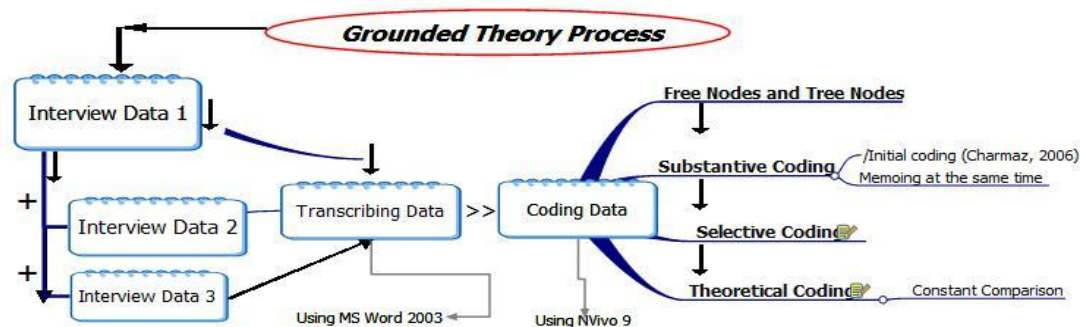 Grounded Theory Process
Interview Data 1
Free Nodes and Tree Nodes
Substantive Coding
/Initial coding (Charmaz, 2006)
Memoing at the same time
+
Interview Data 2
Transcribing Data
>>
Coding Data
Selective Coding
+
Interview Data 3
Theoretical Coding
Constant Comparison
Using MS Word 2003
Using NVivo 9